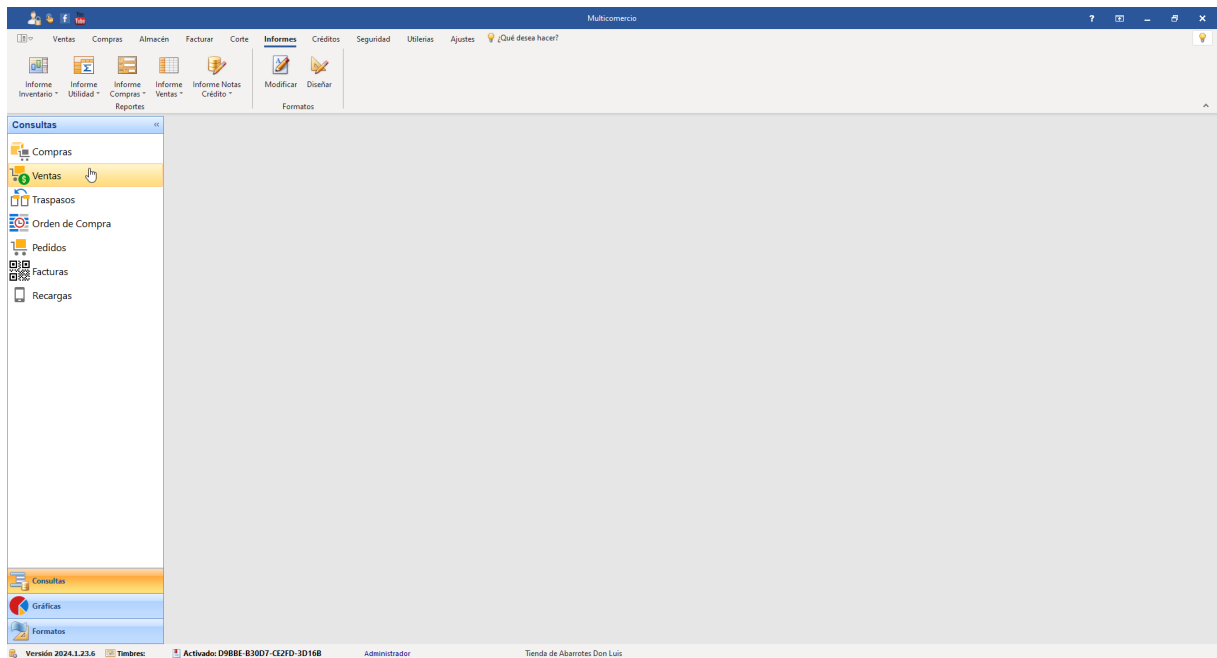 Multicomercio
Ventas Compras Almacén Facturar Corte Informes Créditos Seguridad Utilerias Ajustes ¿Qué desea hacer?
Informe Inventario Informe Utilidad Informe Compras Informe Ventas Informe Notas Crédito Modificar Diseñar
Reportes Formatos
Consultas «
Compras
Ventas
Traspasos
Orden de Compra
Pedidos
Facturas
Recargas
Consultas
Gráficas
Formatos
Versión 2024.1.23.6 Timbres: Activado: D9BBE-B30D7-CE2FD-3D16B Administrador Tienda de Abarrotes Don Luis